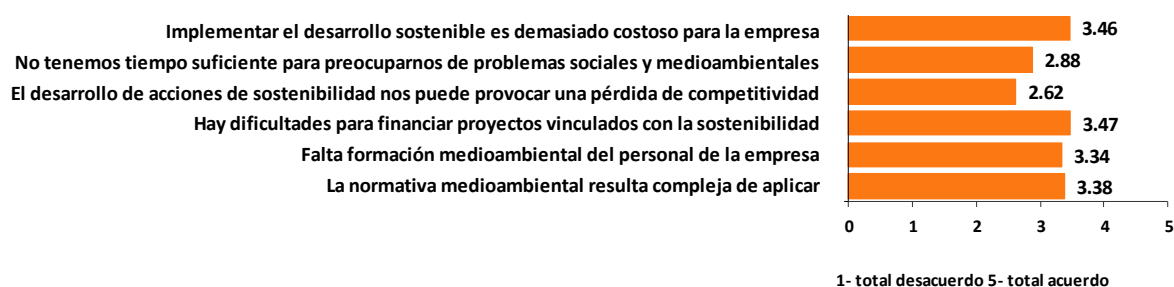 Implementar el desarrollo sostenible es demasiado costoso para la empresa 3.46
No tenemos tiempo suficiente para preocuparnos de problemas sociales y medioambientales 2.88
El desarrollo de acciones de sostenibilidad nos puede provocar una pérdida de competitividad 2.62
Hay dificultades para financiar proyectos vinculados con la sostenibilidad 3.47
Falta formación medioambiental del personal de la empresa 3.34
La normativa medioambiental resulta compleja de aplicar 3.38
0 1 2 3 4 5
1- total desacuerdo 5- total acuerdo